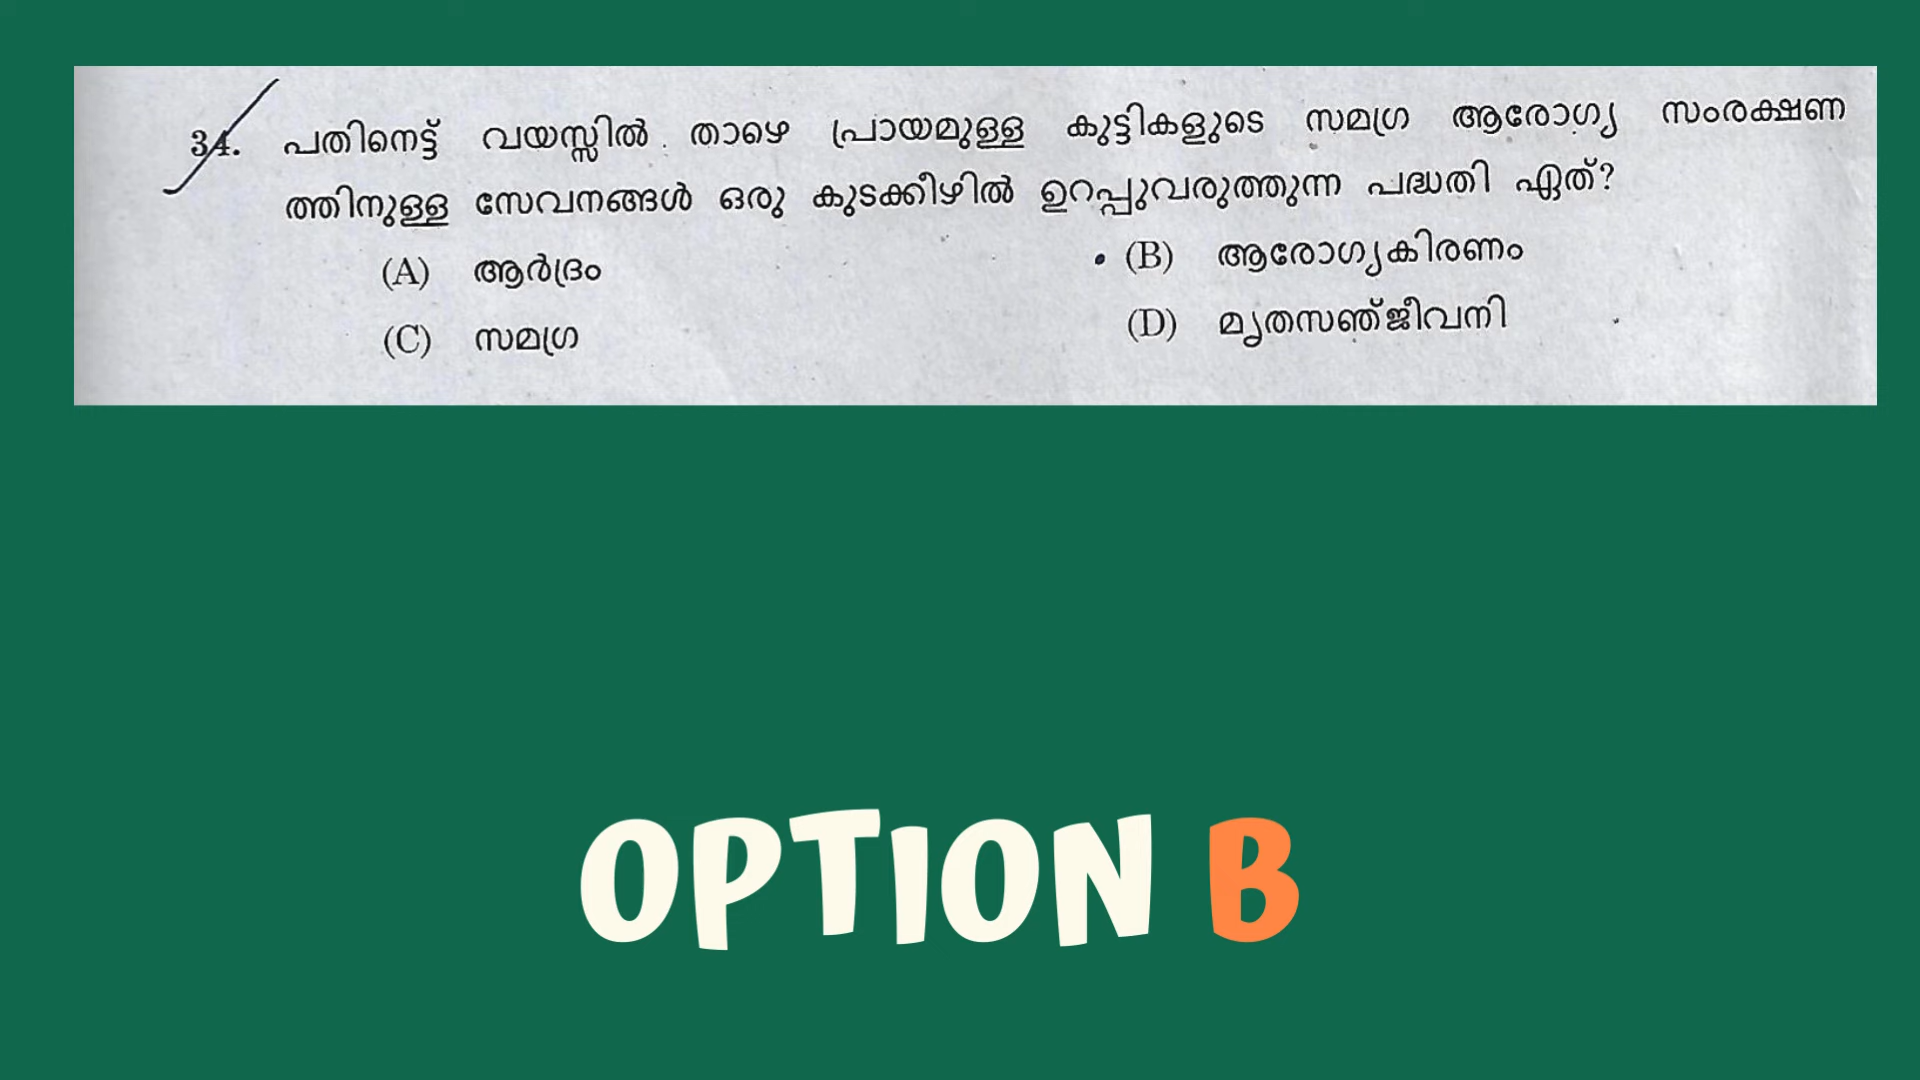 34. പതിനെട്ട് വയസ്സിൽ താഴെ പ്രായമുള്ള കുട്ടികളുടെ സമഗ്ര ആരോഗ്യ സംരക്ഷണ
ത്തിനുള്ള സേവനങ്ങൾ ഒരു കുടക്കീഴിൽ ഉറപ്പുവരുത്തുന്ന പദ്ധതി ഏത്?
(A) ആർദ്രം (B) ആരോഗ്യകിരണം
(C) സമഗ്ര (D) മൃതസഞ്ജീവനി
OPTION B